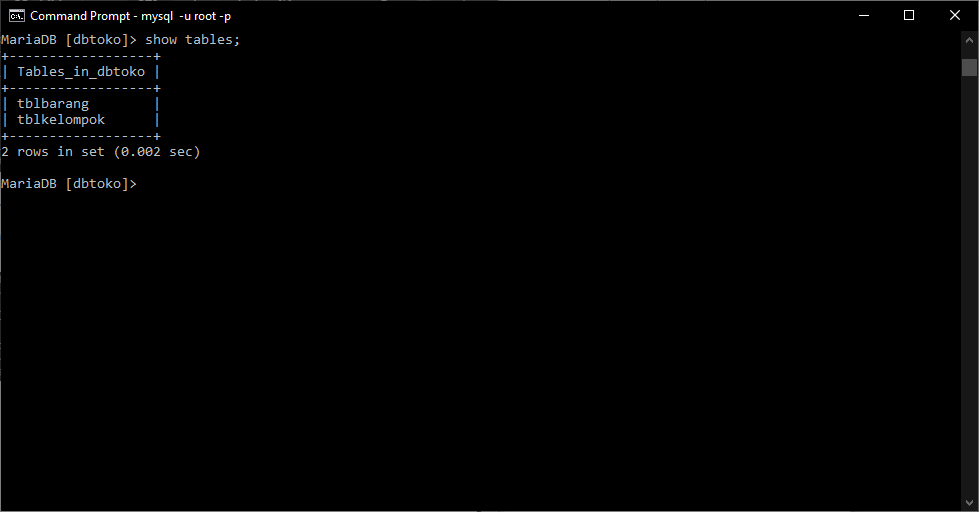 Command Prompt - mysql -u root -p
MariaDB [dbtoko]> show tables;
+------------------+
| Tables_in_dbtoko |
+------------------+
| tblbarang        |
| tblkelompok      |
+------------------+
2 rows in set (0.002 sec)
MariaDB [dbtoko]>